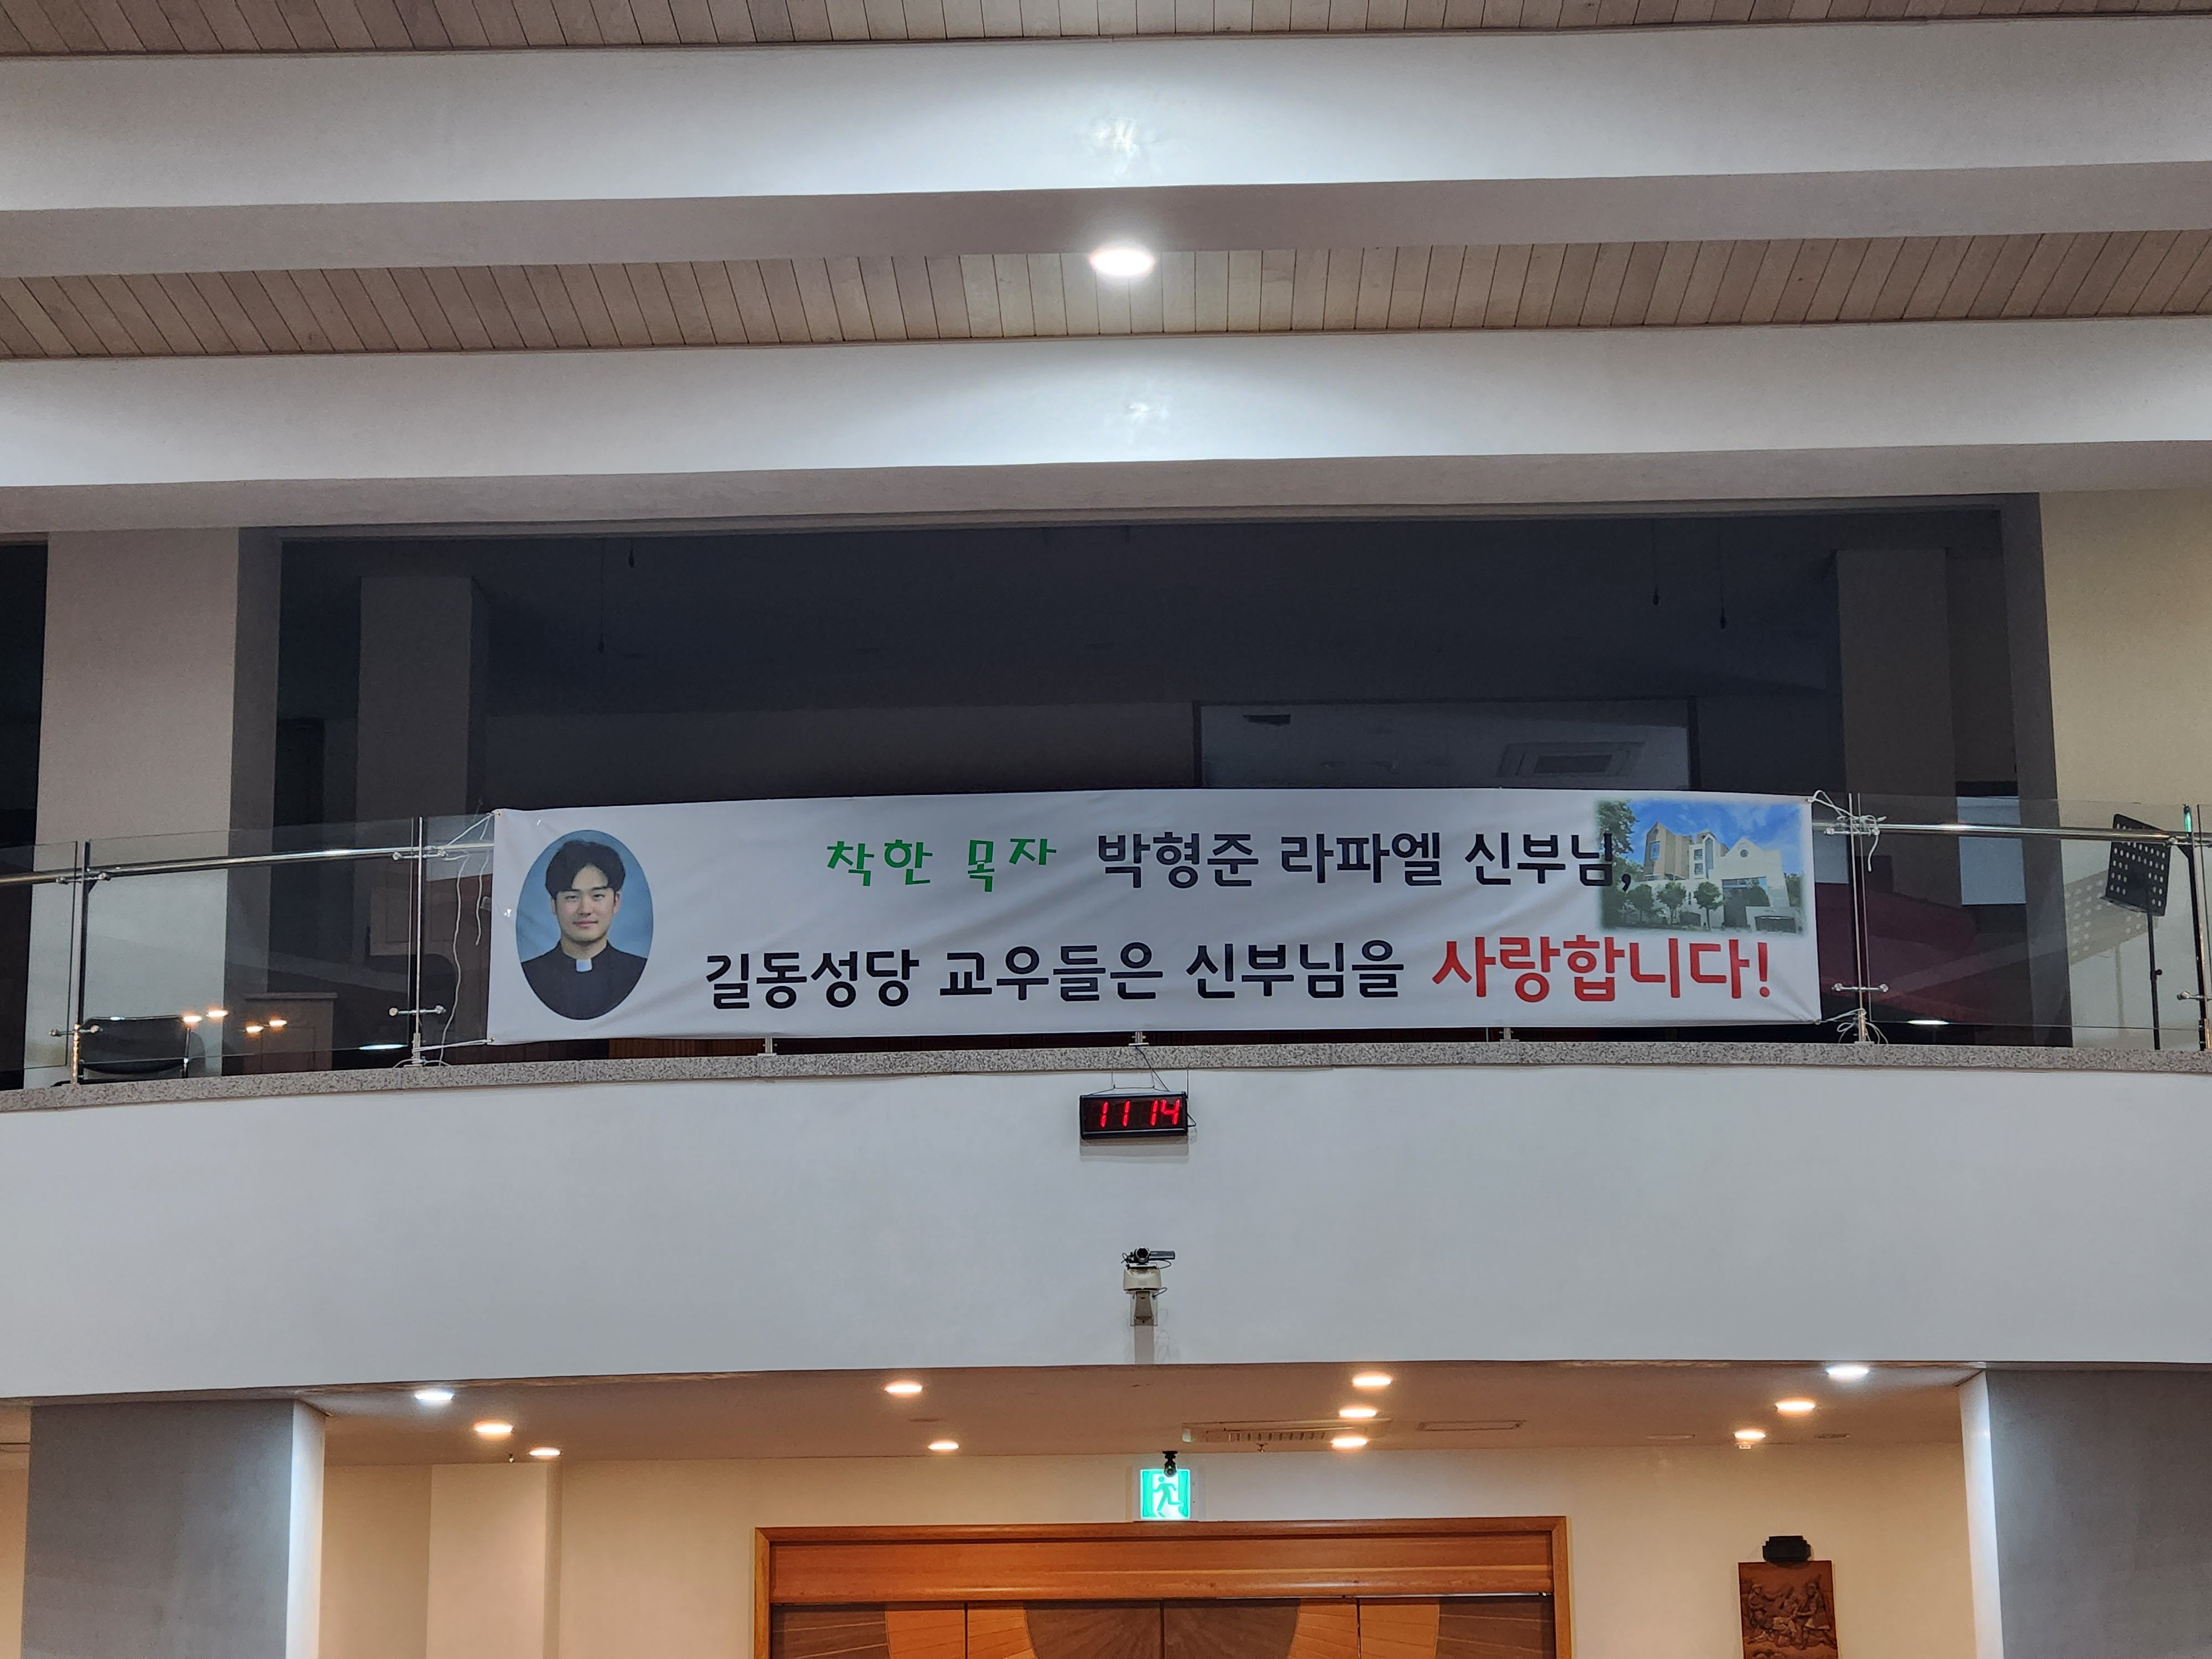 착한 목자 박형준 라파엘 신부님,
길동성당 교우들은 신부님을 사랑합니다!
11 14